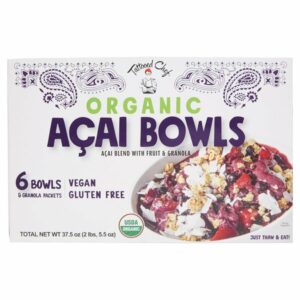 Tattooed Chef
ORGANIC
AÇAI BOWLS
AÇAI BLEND WITH FRUIT & GRANOLA
6 BOWLS
6 GRANOLA PACKETS
VEGAN
GLUTEN FREE
USDA
ORGANIC
TOTAL NET WT 37.5 oz (2 lbs. 5.5 oz.)
JUST THAW & EAT!